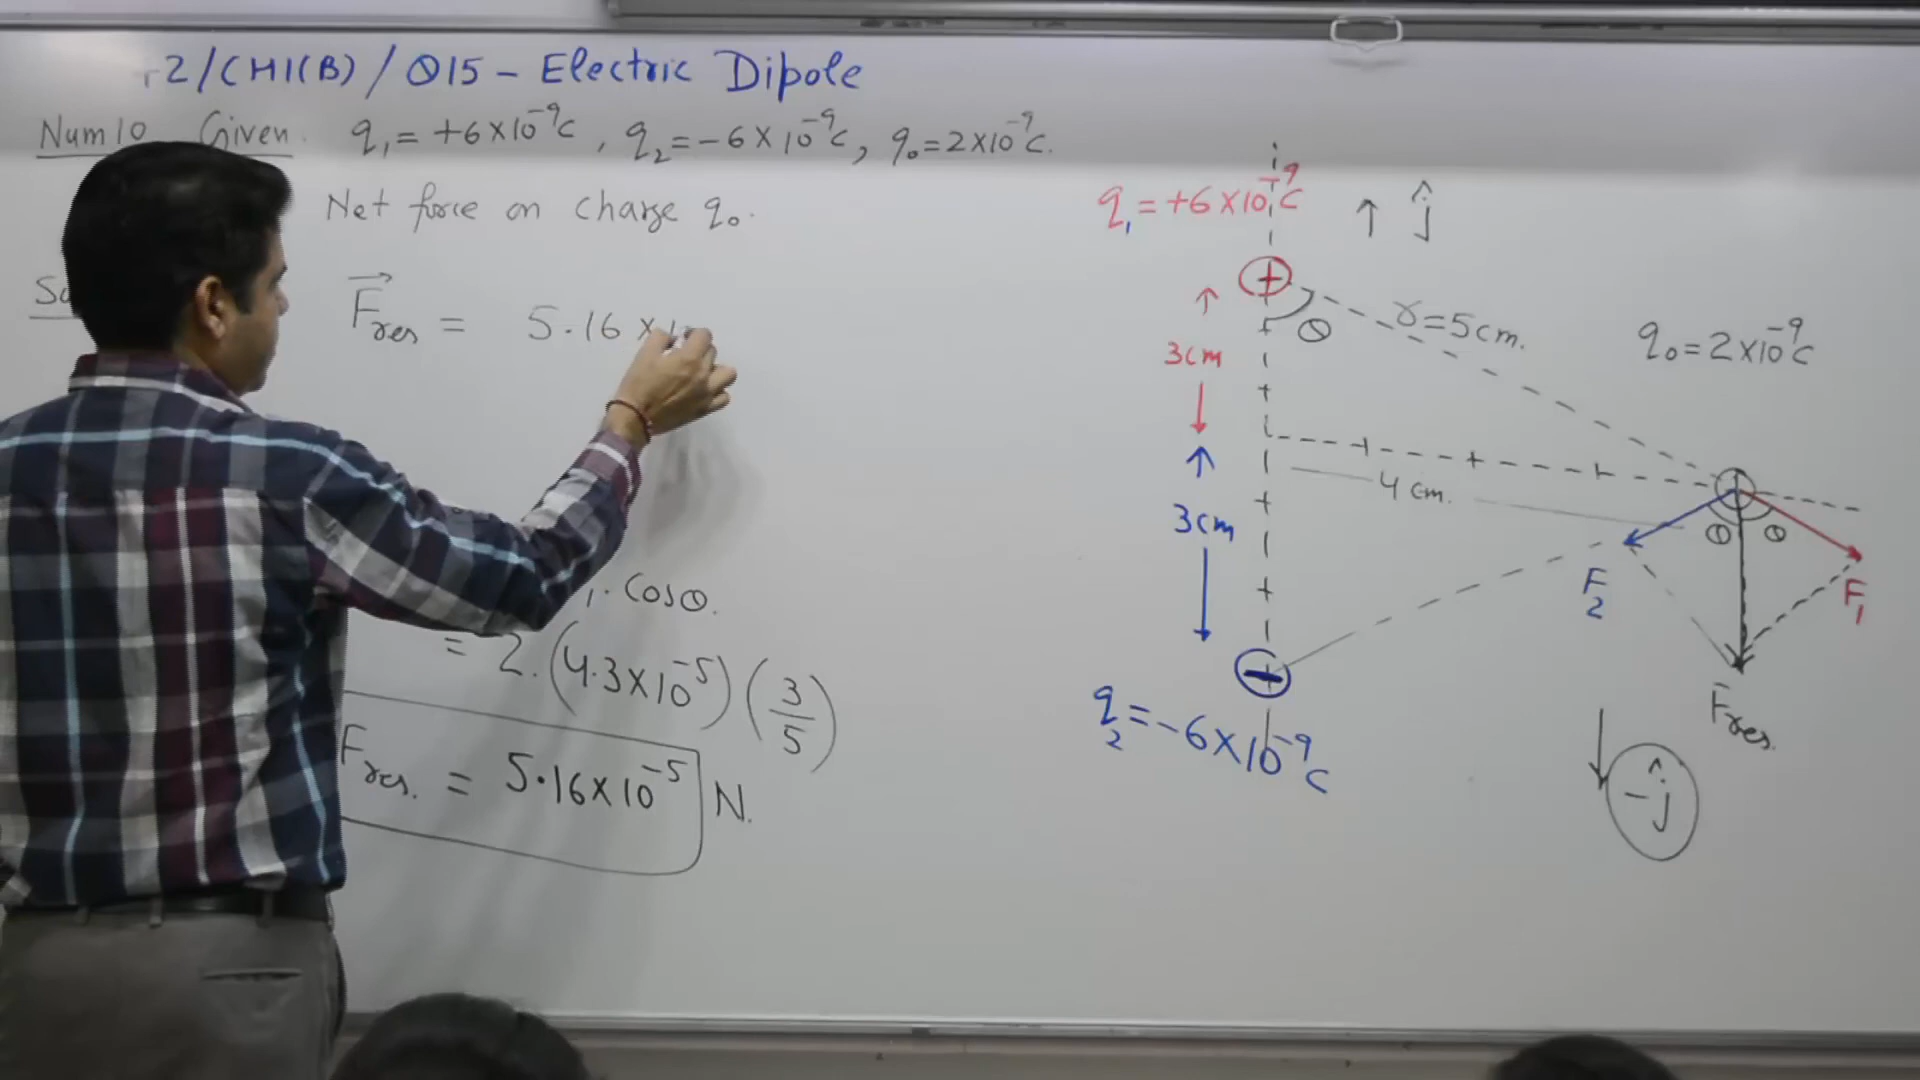 2/CH1(B)/Q15 - Electric Dipole
Num10 Given. q₁ = +6×10⁻⁹C, q₂ = -6×10⁻⁹C, q₀ = 2×10⁻⁹C.
Net force on charge q₀.
F⃗res = 5.16×
. cosθ.
= 2.(4.3×10⁻⁵)(3/5)
Fres. = 5.16×10⁻⁵ N.
q₁ = +6×10⁻⁹C
↑ ĵ
+
θ
r=5cm.
q₀ = 2×10⁻⁹C
3cm
4 cm.
3cm
θ θ
F₂
F₁
−
Fres.
q₂ = -6×10⁻⁹C
-ĵ